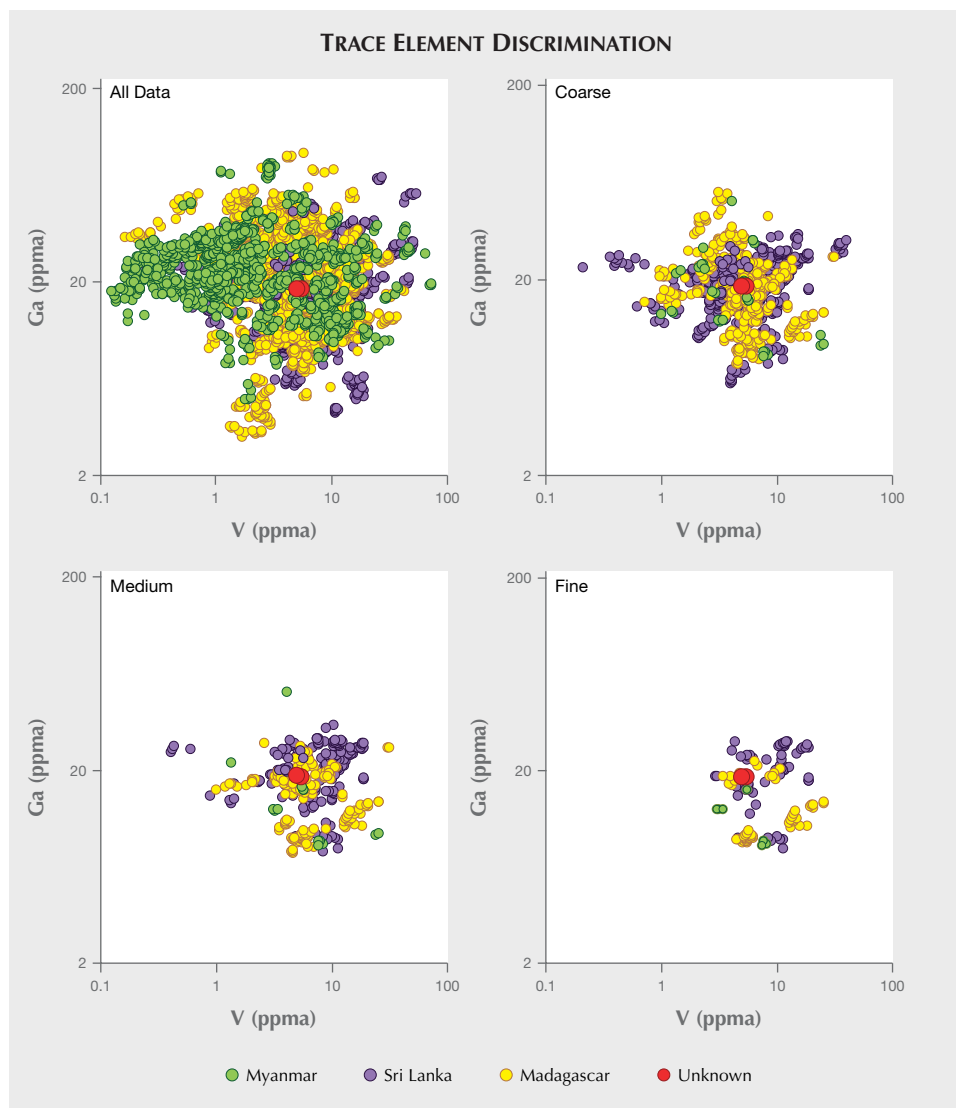 TRACE ELEMENT DISCRIMINATION
All Data
200
20
2
0.1 1 10 100
Ga (ppma)
V (ppma)
Coarse
200
20
2
0.1 1 10 100
Ga (ppma)
V (ppma)
Medium
200
20
2
0.1 1 10 100
Ga (ppma)
V (ppma)
Fine
200
20
2
0.1 1 10 100
Ga (ppma)
V (ppma)
Myanmar Sri Lanka Madagascar Unknown